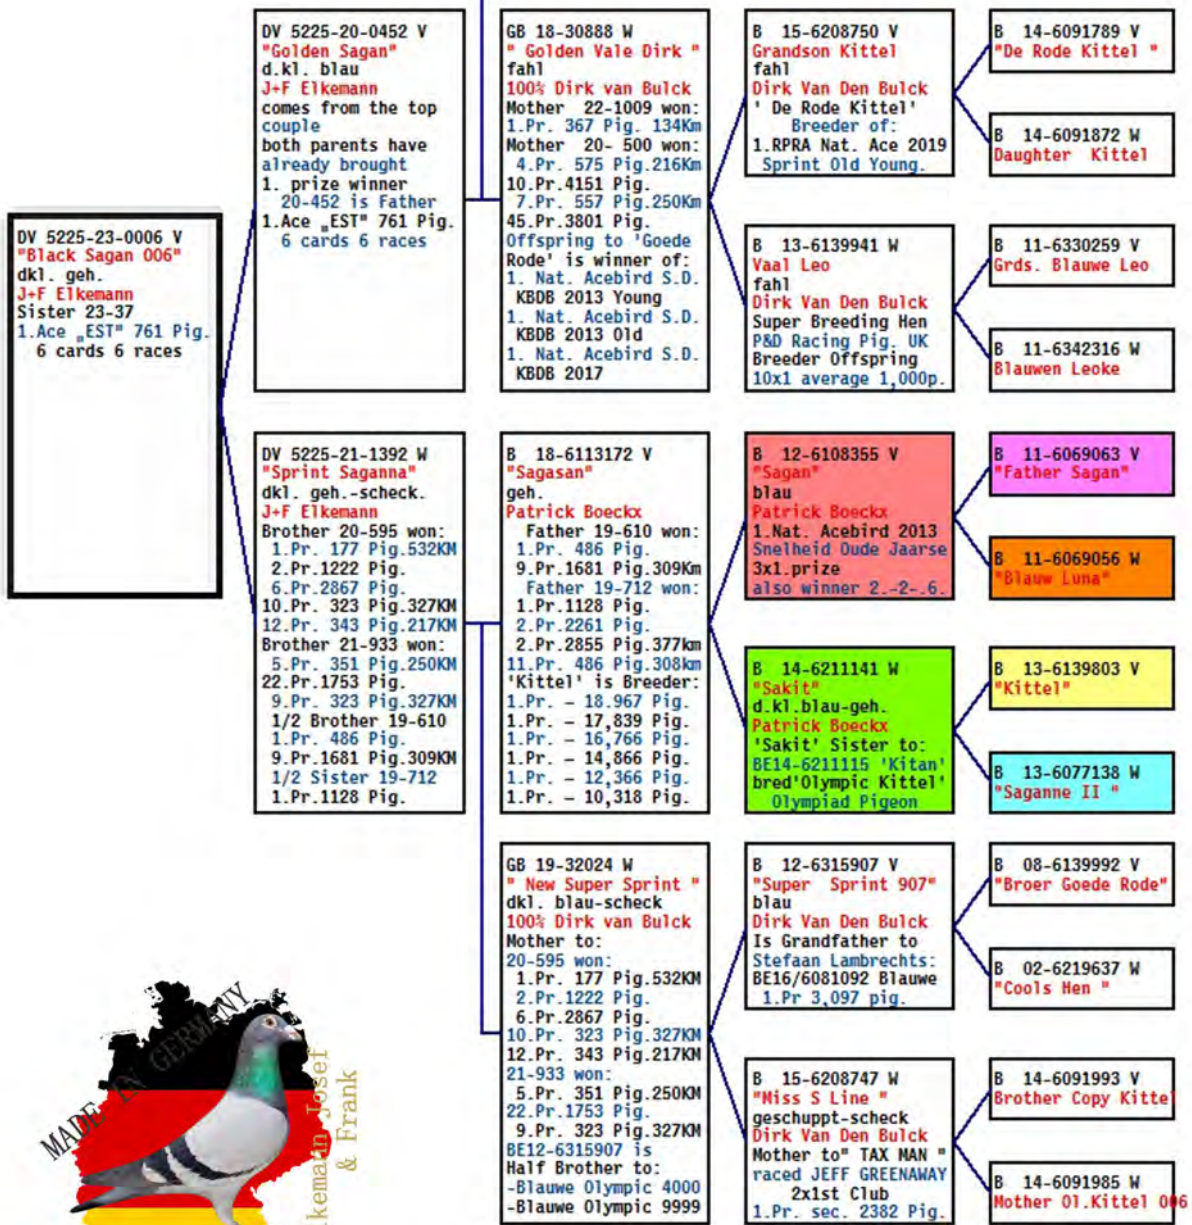 DV 5225-23-0006 V
"Black Sagan 006"
dkl. geh.
J+F Elkemann
Sister 23-37
1.Ace „EST" 761 Pig.
6 cards 6 races
DV 5225-20-0452 V
"Golden Sagan"
d.kl. blau
J+F Elkemann
comes from the top
couple
both parents have
already brought
1. prize winner
20-452 is Father
1.Ace „EST" 761 Pig.
6 cards 6 races
DV 5225-21-1392 W
"Sprint Saganna"
dkl. geh.-scheck.
J+F Elkemann
Brother 20-595 won:
1.Pr. 177 Pig.532KM
2.Pr.1222 Pig.
6.Pr.2867 Pig.
10.Pr. 323 Pig.327KM
12.Pr. 343 Pig.217KM
Brother 21-933 won:
5.Pr. 351 Pig.250KM
22.Pr.1753 Pig.
9.Pr. 323 Pig.327KM
1/2 Brother 19-610
1.Pr. 486 Pig.
9.Pr.1681 Pig.309KM
1/2 Sister 19-712
1.Pr.1128 Pig.
GB 18-30888 W
" Golden Vale Dirk "
fahl
100% Dirk van Bulck
Mother 22-1009 won:
1.Pr. 367 Pig. 134Km
Mother 20- 500 won:
4.Pr. 575 Pig.216Km
10.Pr.4151 Pig.
7.Pr. 557 Pig.250Km
45.Pr.3801 Pig.
Offspring to 'Goede
Rode' is winner of:
1. Nat. Acebird S.D.
KBDB 2013 Young
1. Nat. Acebird S.D.
KBDB 2013 Old
1. Nat. Acebird S.D.
KBDB 2017
B 18-6113172 V
"Sagasan"
geh.
Patrick Boeckx
Father 19-610 won:
1.Pr. 486 Pig.
9.Pr.1681 Pig.309Km
Father 19-712 won:
1.Pr.1128 Pig.
2.Pr.2261 Pig.
2.Pr.2855 Pig.377km
11.Pr. 486 Pig.308km
'Kittel' is Breeder:
1.Pr. – 18.967 Pig.
1.Pr. – 17,839 Pig.
1.Pr. – 16,766 Pig.
1.Pr. – 14,866 Pig.
1.Pr. – 12,366 Pig.
1.Pr. – 10,318 Pig.
GB 19-32024 W
" New Super Sprint "
dkl. blau-scheck
100% Dirk van Bulck
Mother to:
20-595 won:
1.Pr. 177 Pig.532KM
2.Pr.1222 Pig.
6.Pr.2867 Pig.
10.Pr. 323 Pig.327KM
12.Pr. 343 Pig.217KM
21-933 won:
5.Pr. 351 Pig.250KM
22.Pr.1753 Pig.
9.Pr. 323 Pig.327KM
BE12-6315907 is
Half Brother to:
-Blauwe Olympic 4000
-Blauwe Olympic 9999
B 15-6208750 V
Grandson Kittel
fahl
Dirk Van Den Bulck
' De Rode Kittel'
Breeder of:
1.RPRA Nat. Ace 2019
Sprint Old Young.
B 13-6139941 W
Vaal Leo
fahl
Dirk Van Den Bulck
Super Breeding Hen
P&D Racing Pig. UK
Breeder Offspring
10x1 average 1,000p.
B 12-6108355 V
"Sagan"
blau
Patrick Boeckx
1.Nat. Acebird 2013
Snelheid Oude Jaarse
3x1.prize
also winner 2.-2-.6.
B 14-6211141 W
"Sakit"
d.kl.blau-geh.
Patrick Boeckx
'Sakit' Sister to:
BE14-6211115 'Kitan'
bred'Olympic Kittel'
Olympiad Pigeon
B 12-6315907 V
"Super Sprint 907"
blau
Dirk Van Den Bulck
Is Grandfather to
Stefaan Lambrechts:
BE16/6081092 Blauwe
1.Pr 3,097 pig.
B 15-6208747 W
"Miss S Line "
geschuppt-scheck
Dirk Van Den Bulck
Mother to" TAX MAN "
raced JEFF GREENAWAY
2x1st Club
1.Pr. sec. 2382 Pig.
B 14-6091789 V
"De Rode Kittel "
B 14-6091872 W
Daughter Kittel
B 11-6330259 V
Grds. Blauwe Leo
B 11-6342316 W
Blauwen Leoke
B 11-6069063 V
"Father Sagan"
B 11-6069056 W
"Blauw Luna"
B 13-6139803 V
"Kittel"
B 13-6077138 W
"Saganne II "
B 08-6139992 V
"Broer Goede Rode"
B 02-6219637 W
"Cools Hen "
B 14-6091993 V
Brother Copy Kittel
B 14-6091985 W
Mother Ol.Kittel 006
MADE IN GERMANY
kemann Josef
& Frank